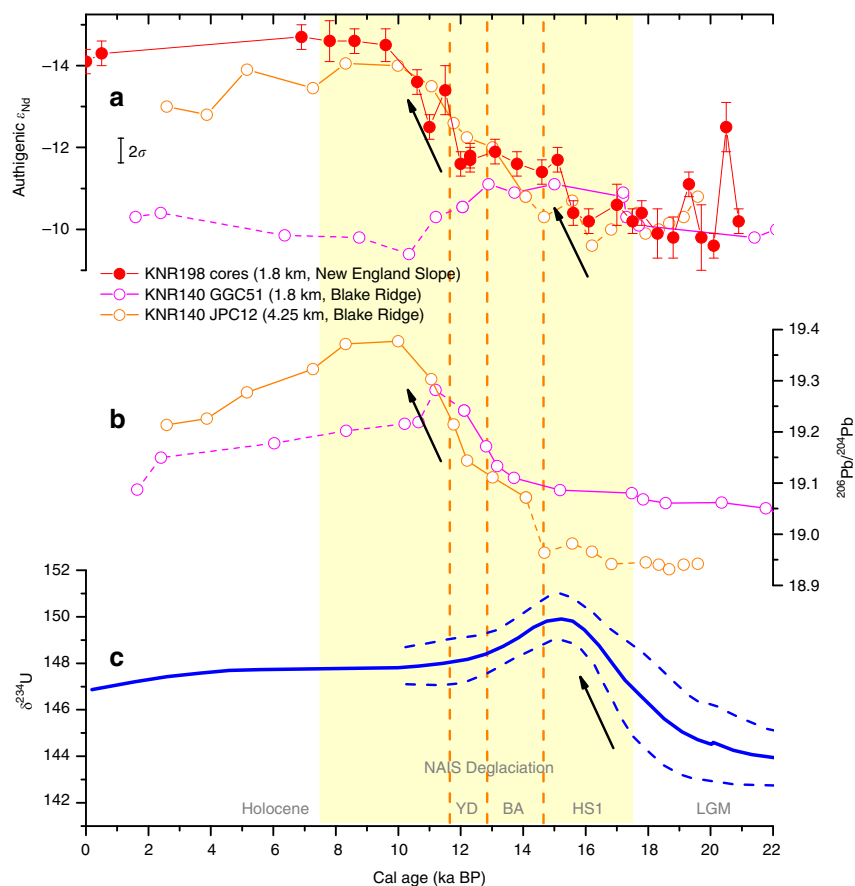 a
Authigenic εNd
−14
−12
−10
2σ
KNR198 cores (1.8 km, New England Slope)
KNR140 GGC51 (1.8 km, Blake Ridge)
KNR140 JPC12 (4.25 km, Blake Ridge)
b
19.4
19.3
19.2
19.1
19.0
18.9
206Pb/204Pb
c
δ234U
152
150
148
146
144
142
NAIS Deglaciation
Holocene YD BA HS1 LGM
0 2 4 6 8 10 12 14 16 18 20 22
Cal age (ka BP)